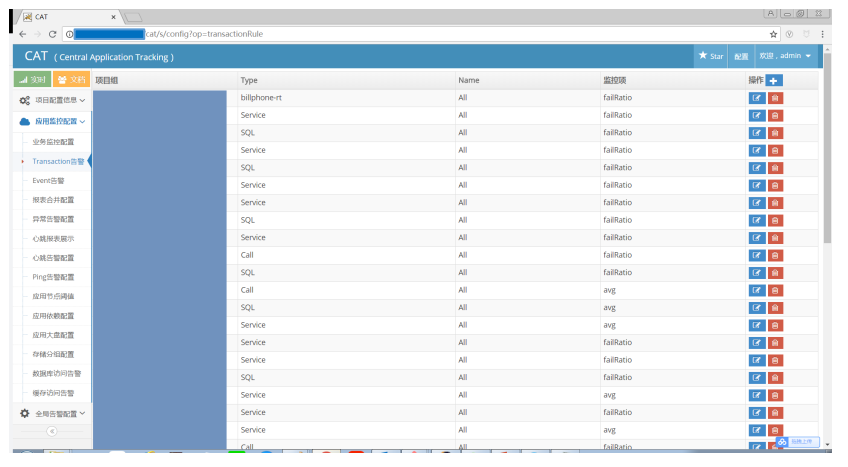 CAT
cat/s/config?op=transactionRule
CAT ( Central Application Tracking )
Star 配置 欢迎，admin
实时 文档 项目组 Type Name 监控项 操作
项目配置信息
应用监控配置
业务监控配置
Transaction告警
Event告警
报表合并配置
异常告警配置
心跳报表展示
心跳告警配置
Ping告警配置
应用节点阈值
应用依赖配置
应用大盘配置
存储分组配置
数据库访问告警
缓存访问告警
全局告警配置
billphone-rt All failRatio
Service All failRatio
SQL All failRatio
Service All failRatio
SQL All failRatio
Service All failRatio
Service All failRatio
SQL All failRatio
Service All failRatio
Call All failRatio
SQL All failRatio
Call All avg
SQL All avg
Service All avg
Service All failRatio
Service All failRatio
SQL All failRatio
Service All avg
Service All failRatio
Service All avg
Call All failRatio